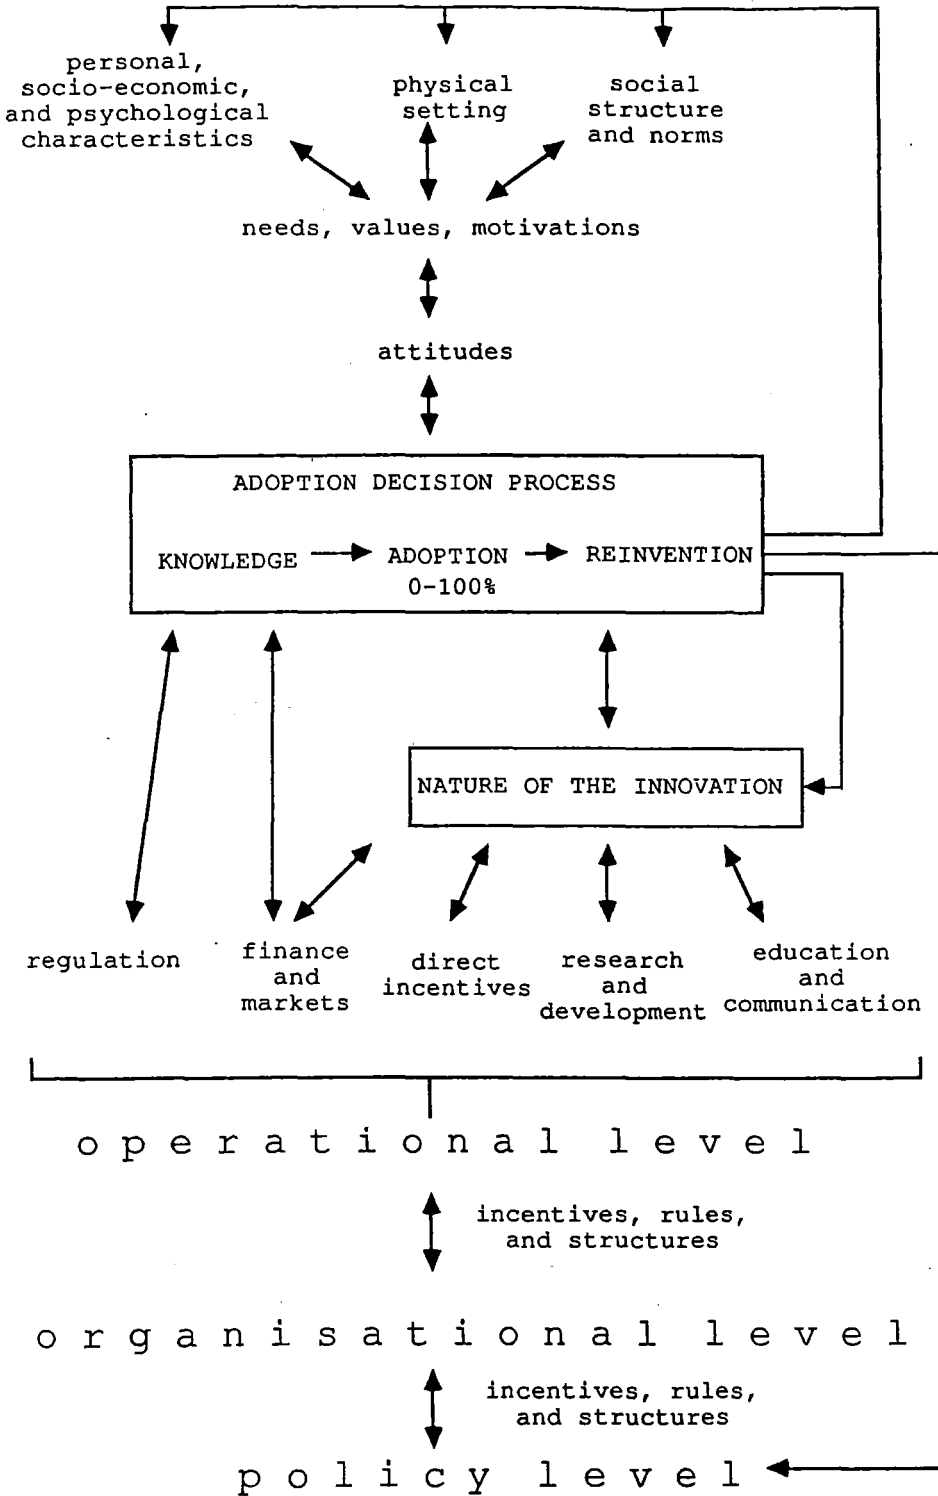 personal,
socio-economic,
and psychological
characteristics
physical
setting
social
structure
and norms
needs, values, motivations
attitudes
ADOPTION DECISION PROCESS
KNOWLEDGE
ADOPTION
0-100%
REINVENTION
NATURE OF THE INNOVATION
regulation
finance
and
markets
direct
incentives
research
and
development
education
and
communication
operational level
incentives, rules,
and structures
organisational level
incentives, rules,
and structures
policy level